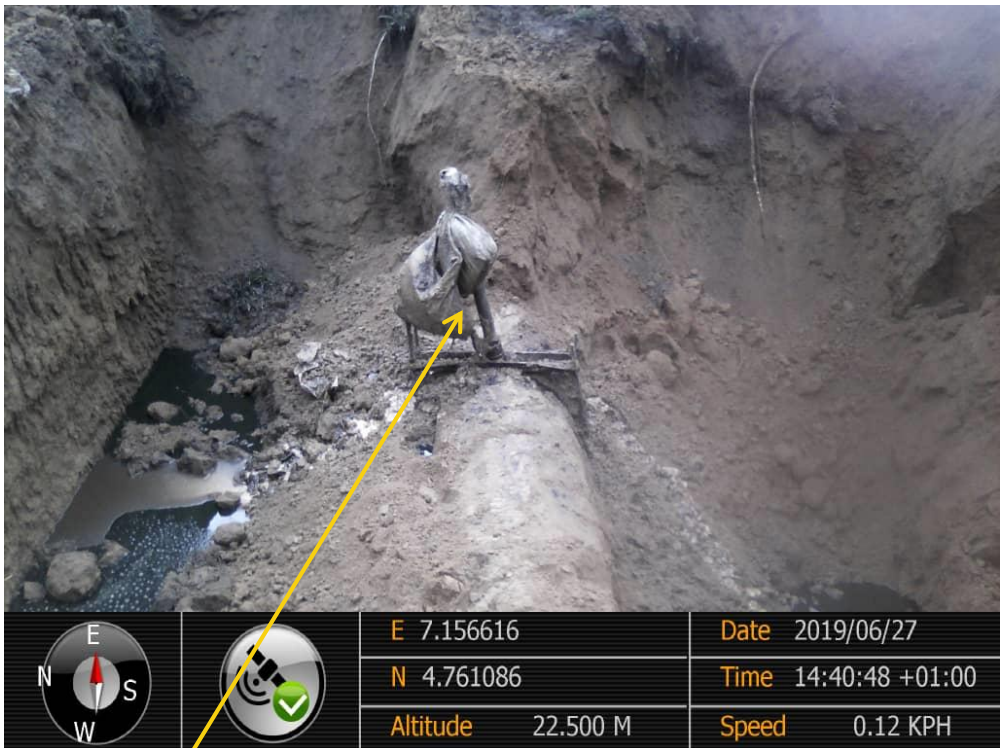 E
N
S
W
E 7.156616
N 4.761086
Altitude 22.500 M
Date 2019/06/27
Time 14:40:48 +01:00
Speed 0.12 KPH